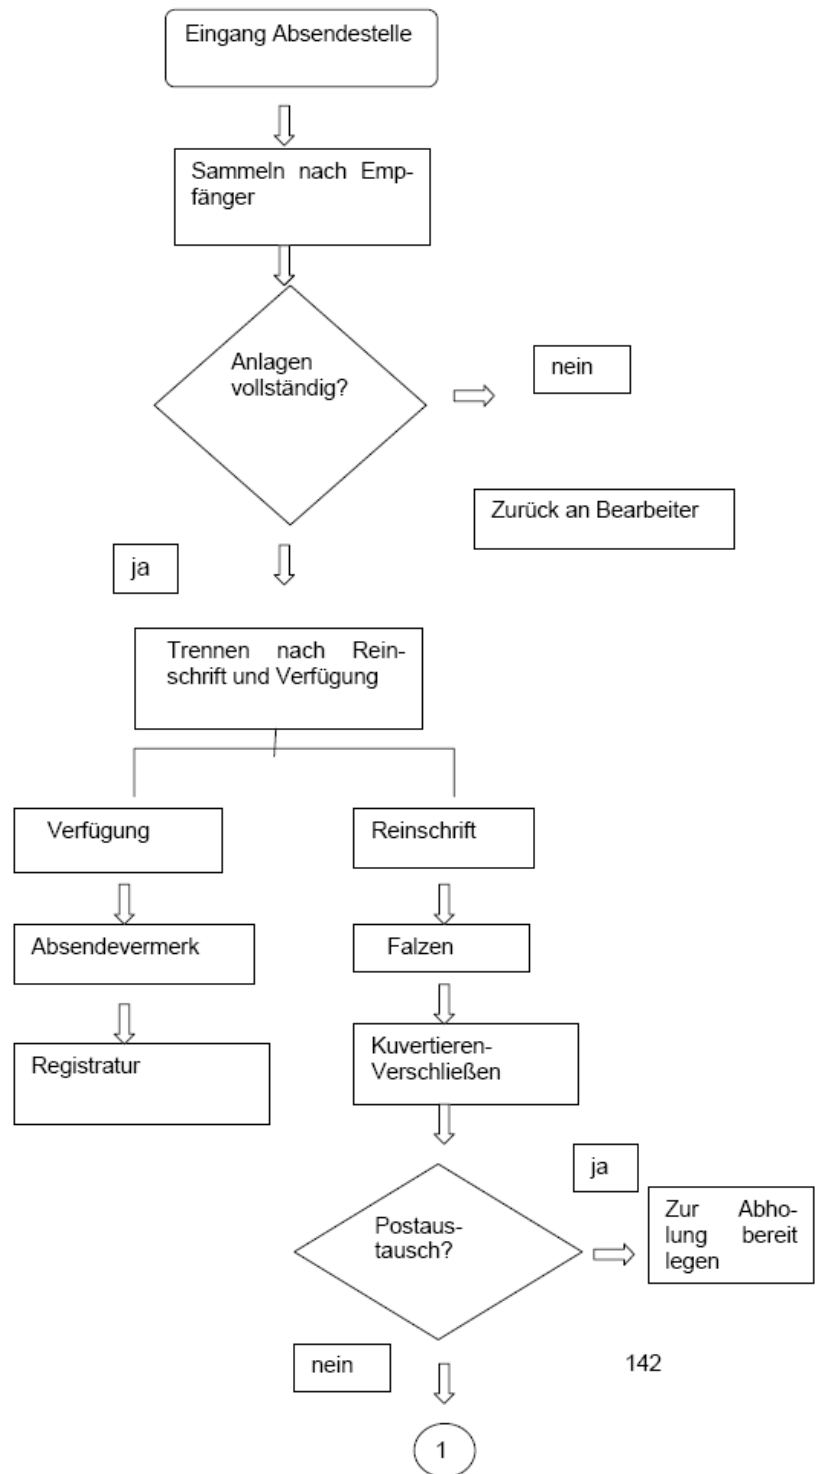 Eingang Absendestelle
Sammeln nach Emp-
fänger
Anlagen
vollständig?
nein
Zurück an Bearbeiter
ja
Trennen nach Rein-
schrift und Verfügung
Verfügung
Reinschrift
Absendevermerk
Falzen
Registratur
Kuvertieren-
Verschließen
ja
Postaus-
tausch?
Zur Abho-
lung bereit
legen
nein
142
1